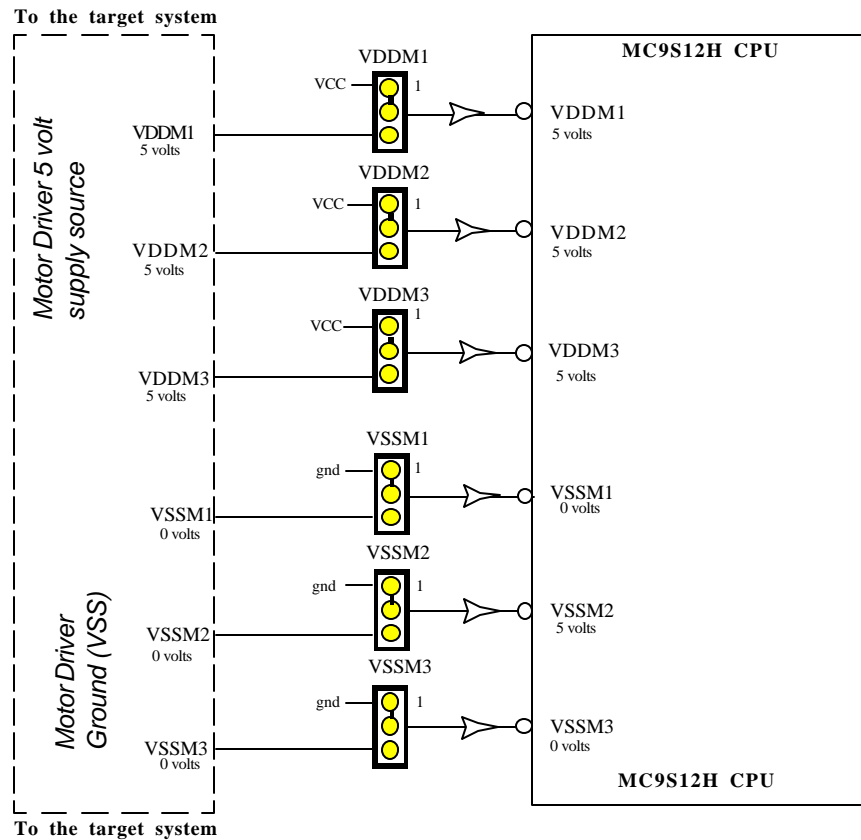 To the target system
MC9S12H CPU
VDDM1
VCC
1
VDDM1
5 volts
VDDM1
5 volts
VDDM2
VCC
1
VDDM2
5 volts
VDDM2
5 volts
Motor Driver 5 volt
supply source
VDDM3
VCC
1
VDDM3
5 volts
VDDM3
5 volts
VSSM1
gnd
1
VSSM1
0 volts
VSSM1
0 volts
VSSM2
gnd
1
VSSM2
0 volts
VSSM2
5 volts
Motor Driver
Ground (VSS)
VSSM3
gnd
1
VSSM3
0 volts
VSSM3
0 volts
MC9S12H CPU
To the target system